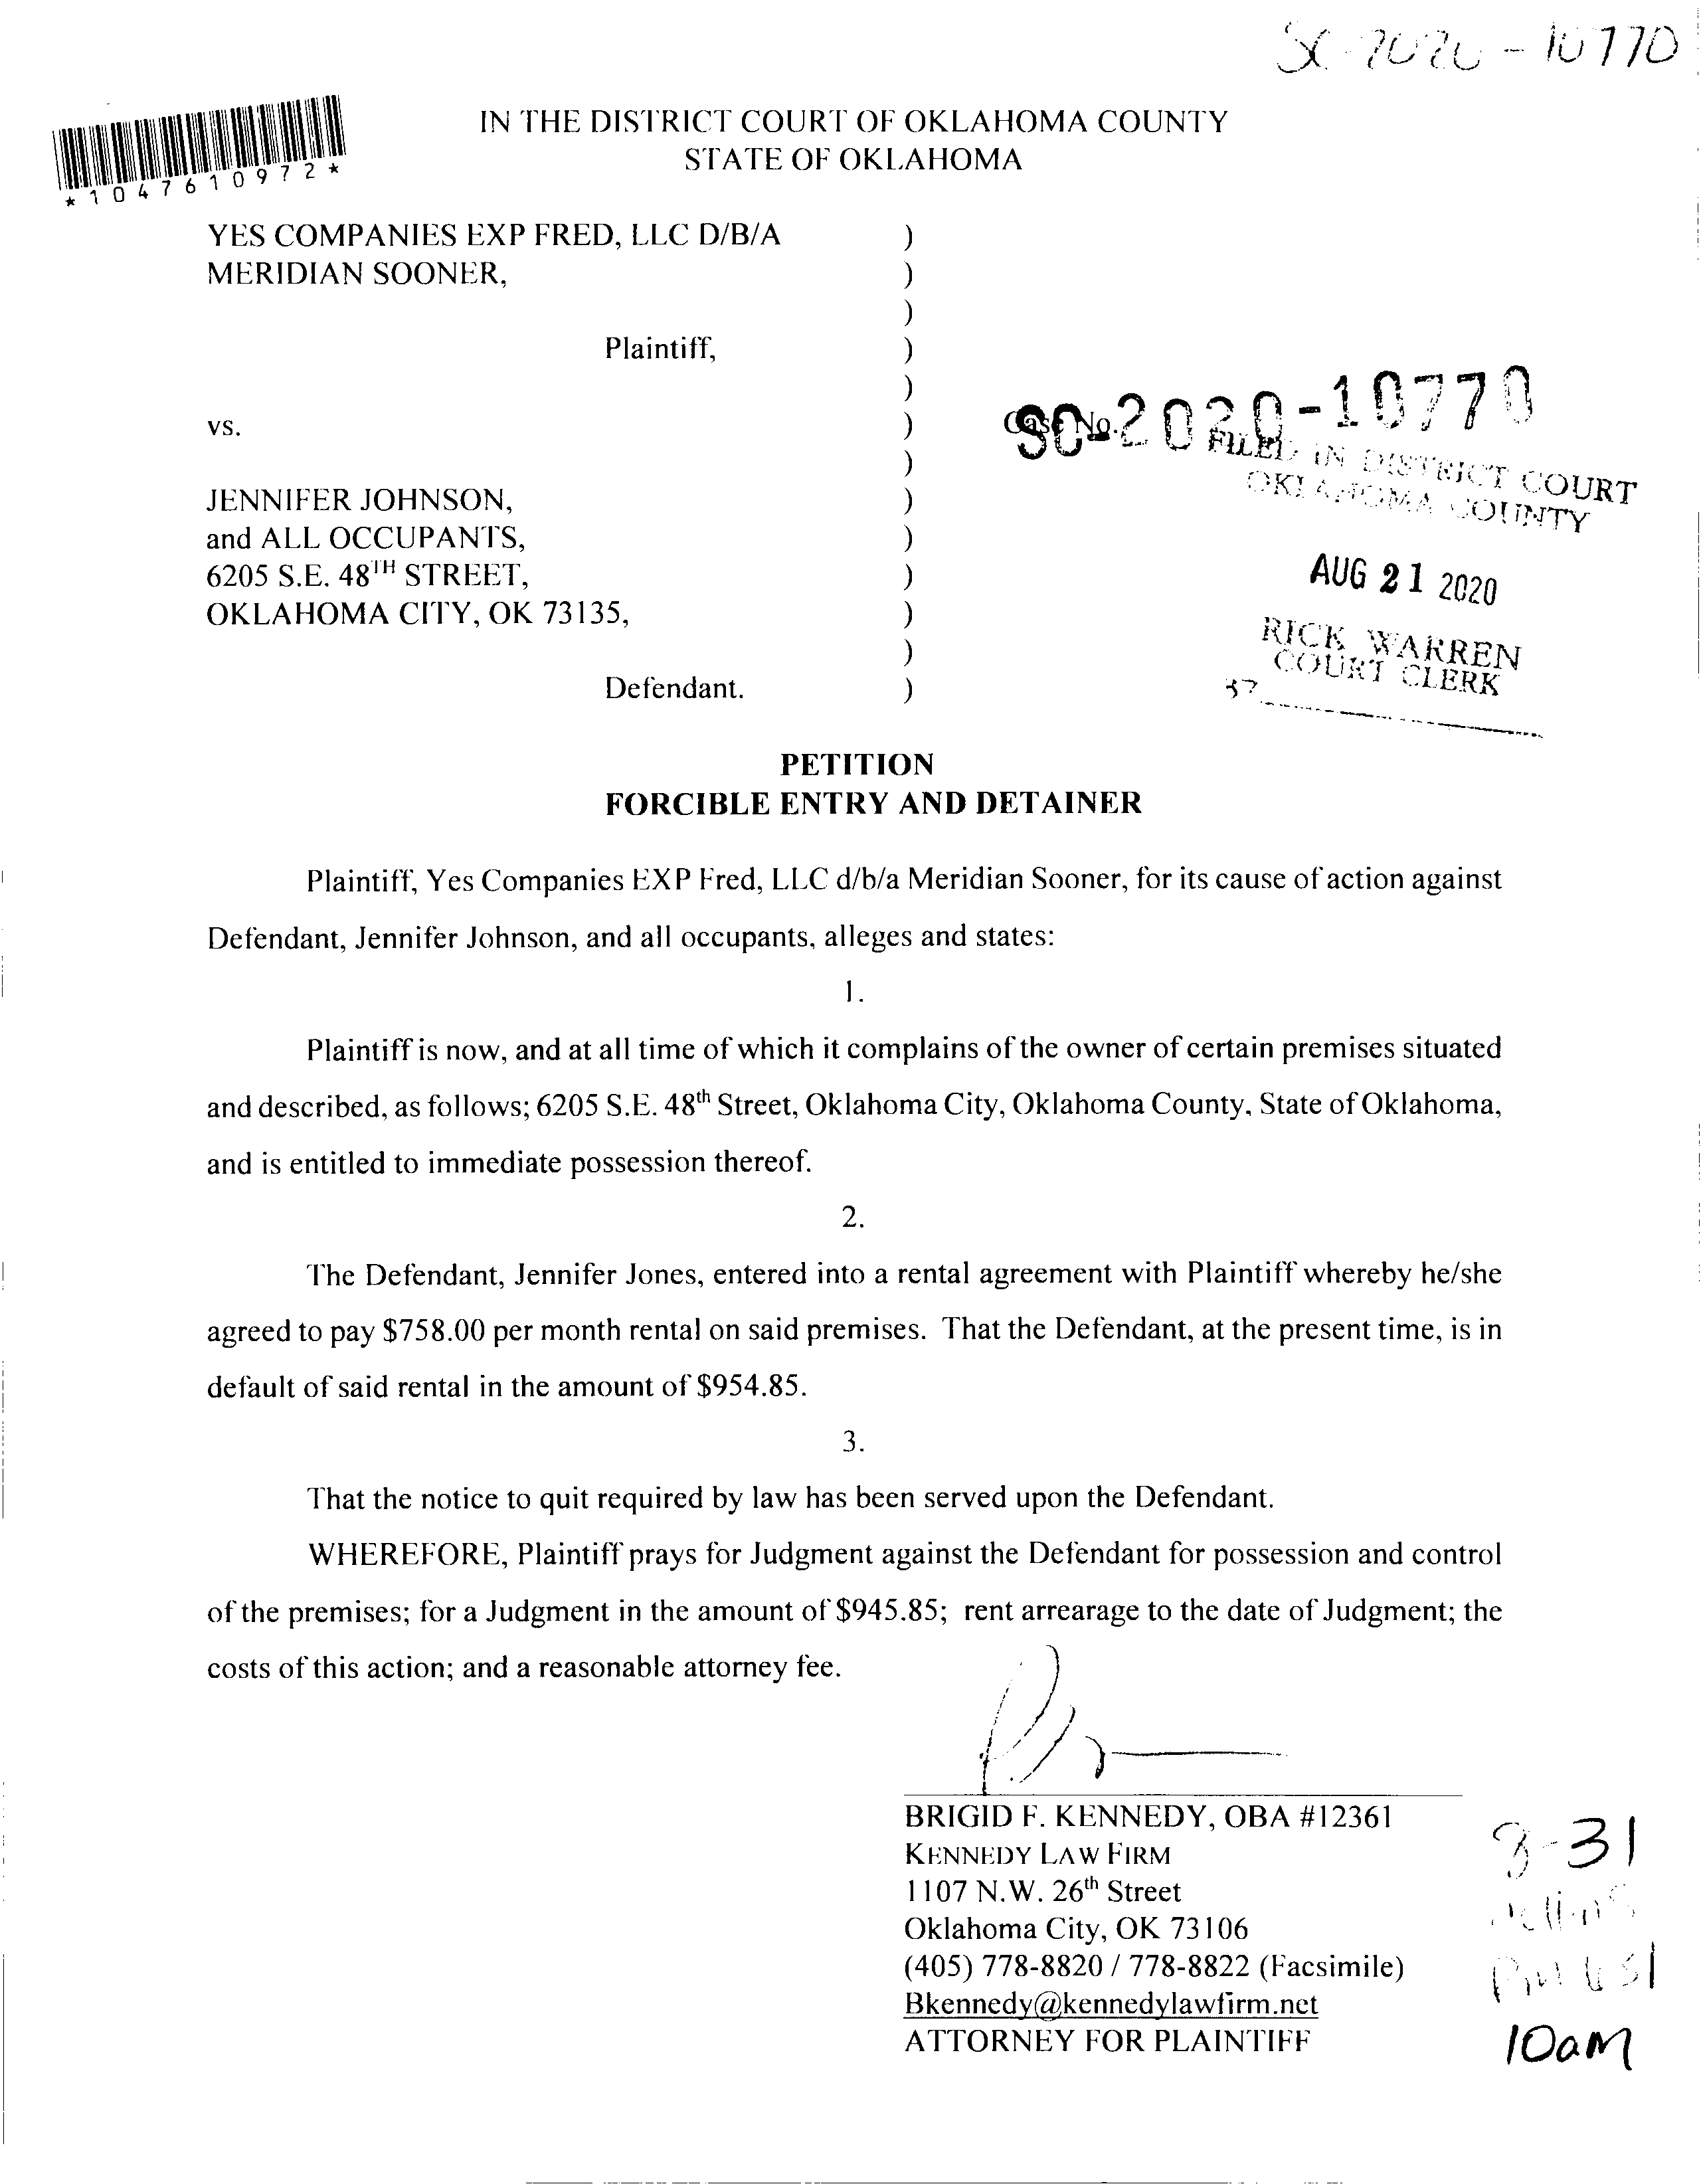 SC-2020-10770
IN THE DISTRICT COURT OF OKLAHOMA COUNTY
STATE OF OKLAHOMA
*1047610972*
YES COMPANIES EXP FRED, LLC D/B/A )
MERIDIAN SOONER, )
)
Plaintiff, )
)
vs. ) Case No. SC-2020-10770
)
FILED IN DISTRICT COURT
OKLAHOMA COUNTY
JENNIFER JOHNSON, )
and ALL OCCUPANTS, )
6205 S.E. 48TH STREET, ) AUG 21 2020
OKLAHOMA CITY, OK 73135, )
) RICK WARREN
COURT CLERK
Defendant. ) 37
PETITION
FORCIBLE ENTRY AND DETAINER
Plaintiff, Yes Companies EXP Fred, LLC d/b/a Meridian Sooner, for its cause of action against
Defendant, Jennifer Johnson, and all occupants, alleges and states:
1.
Plaintiff is now, and at all time of which it complains of the owner of certain premises situated
and described, as follows; 6205 S.E. 48th Street, Oklahoma City, Oklahoma County, State of Oklahoma,
and is entitled to immediate possession thereof.
2.
The Defendant, Jennifer Jones, entered into a rental agreement with Plaintiff whereby he/she
agreed to pay $758.00 per month rental on said premises. That the Defendant, at the present time, is in
default of said rental in the amount of $954.85.
3.
That the notice to quit required by law has been served upon the Defendant.
WHEREFORE, Plaintiff prays for Judgment against the Defendant for possession and control
of the premises; for a Judgment in the amount of $945.85; rent arrearage to the date of Judgment; the
costs of this action; and a reasonable attorney fee.
BRIGID F. KENNEDY, OBA #12361
KENNEDY LAW FIRM
1107 N.W. 26th Street
Oklahoma City, OK 73106
(405) 778-8820 / 778-8822 (Facsimile)
Bkennedy@kennedylawfirm.net
ATTORNEY FOR PLAINTIFF
8-31
10am